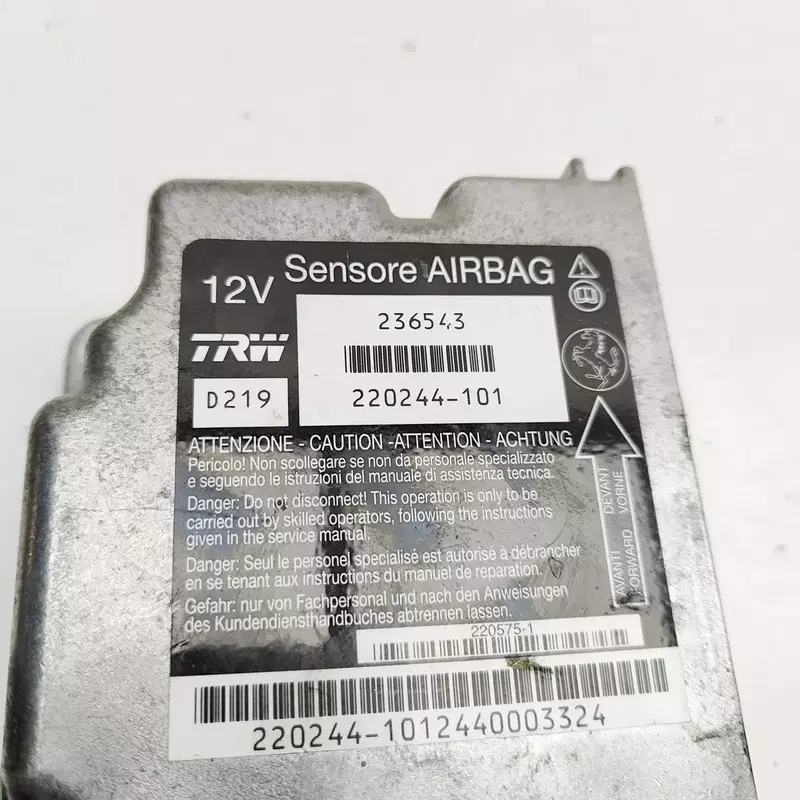 12V
Sensore AIRBAG
TRW
D219
236543
220244-101
ATTENZIONE - CAUTION -ATTENTION - ACHTUNG
Pericolo! Non scollegare se non da personale specializzato
e seguendo le istruzioni del manuale di assistenza tecnica.
Danger: Do not disconnect! This operation is only to be
carried out by skilled operators, following the instructions
given in the service manual.
Danger: Seul le personel specialisé est autorisé à débrancher
en se tenant aux instructions du manuel de reparation.
Gefahr: nur von Fachpersonal und nach den Anweisungen
des Kundendiensthandbuches abtrennen lassen.
DEVANT
VORNE
AVANTI
FORWARD
220575-1
220244-1012440003324